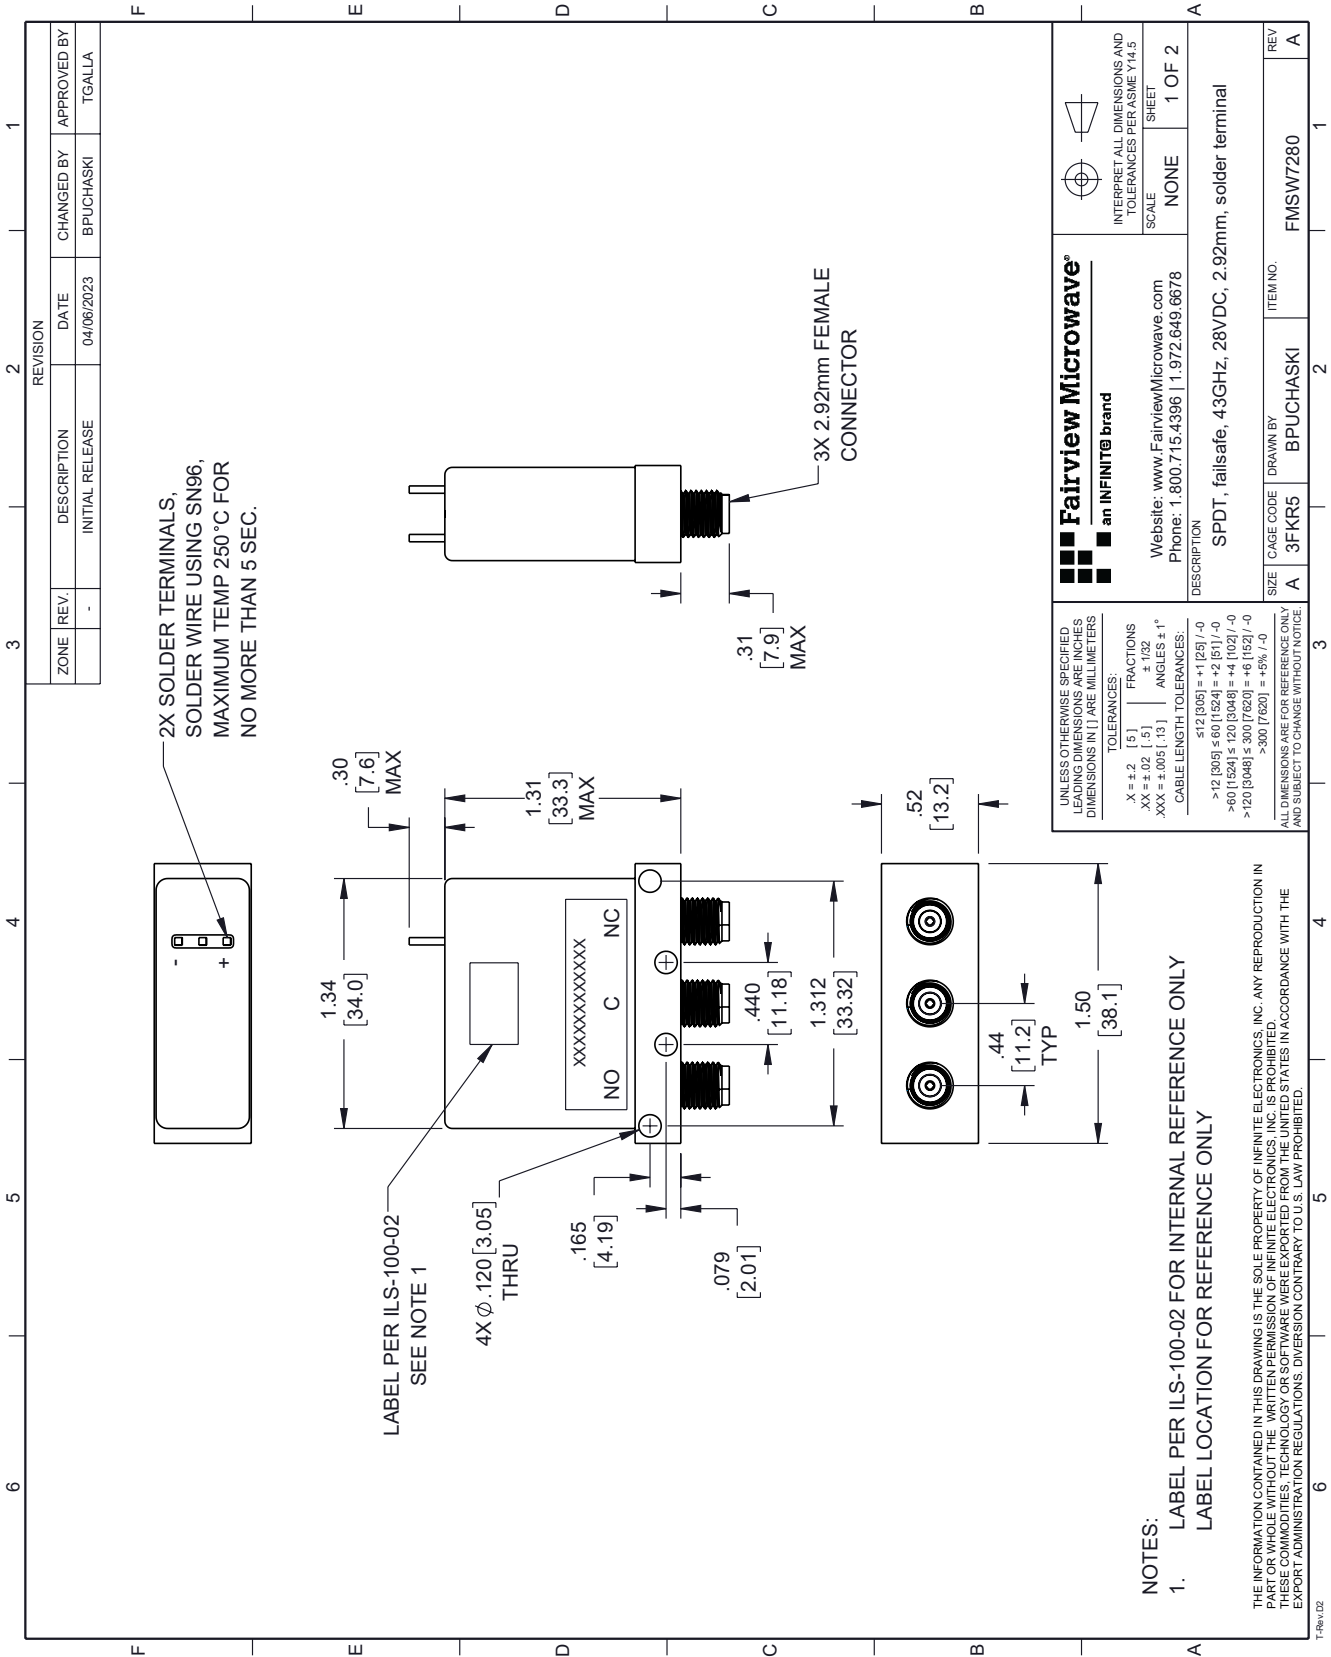 6
5
4
3
2
1
F
E
D
C
B
A
REVISION
ZONE REV. DESCRIPTION DATE CHANGED BY APPROVED BY
- INITIAL RELEASE 04/06/2023 BPUCHASKI TGALLA
2X SOLDER TERMINALS,
SOLDER WIRE USING SN96,
MAXIMUM TEMP 250°C FOR
NO MORE THAN 5 SEC.
-
+
1.34
[34.0]
.30
[7.6]
MAX
LABEL PER ILS-100-02
SEE NOTE 1
4X Ø.120 [3.05]
THRU
XXXXXXXXXXXXXX
NO C NC
1.31
[33.3]
MAX
.165
[4.19]
.079
[2.01]
.440
[11.18]
1.312
[33.32]
.31
[7.9]
MAX
3X 2.92mm FEMALE
CONNECTOR
.52
[13.2]
.44
[11.2]
TYP
1.50
[38.1]
NOTES:
1. LABEL PER ILS-100-02 FOR INTERNAL REFERENCE ONLY
LABEL LOCATION FOR REFERENCE ONLY
THE INFORMATION CONTAINED IN THIS DRAWING IS THE SOLE PROPERTY OF INFINITE ELECTRONICS, INC. ANY REPRODUCTION IN
PART OR WHOLE WITHOUT THE WRITTEN PERMISSION OF INFINITE ELECTRONICS, INC. IS PROHIBITED.
THESE COMMODITIES, TECHNOLOGY OR SOFTWARE WERE EXPORTED FROM THE UNITED STATES IN ACCORDANCE WITH THE
EXPORT ADMINISTRATION REGULATIONS. DIVERSION CONTRARY TO U.S. LAW PROHIBITED.
UNLESS OTHERWISE SPECIFIED
LEADING DIMENSIONS ARE INCHES
DIMENSIONS IN [ ] ARE MILLIMETERS
TOLERANCES:
.X = ±.2 [5] FRACTIONS
.XX = ±.02 [.5] ± 1/32
.XXX = ±.005 [.13] ANGLES ± 1°
CABLE LENGTH TOLERANCES:
≤12 [305] = +1 [25] / -0
>12 [305] ≤ 60 [1524] = +2 [51] / -0
>60 [1524] ≤ 120 [3048] = +4 [102] / -0
>120 [3048] ≤ 300 [7620] = +6 [152] / -0
>300 [7620] = +5% / -0
ALL DIMENSIONS ARE FOR REFERENCE ONLY
AND SUBJECT TO CHANGE WITHOUT NOTICE.
Fairview Microwave®
an INFINIT® brand
Website: www.FairviewMicrowave.com
Phone: 1.800.715.4396 | 1.972.649.6678
INTERPRET ALL DIMENSIONS AND
TOLERANCES PER ASME Y14.5
SCALE SHEET
NONE 1 OF 2
DESCRIPTION
SPDT, failsafe, 43GHz, 28VDC, 2.92mm, solder terminal
SIZE CAGE CODE DRAWN BY ITEM NO. REV
A 3FKR5 BPUCHASKI FMSW7280 A
F
E
D
C
B
A
6
5
4
3
2
1
T-Rev.D2